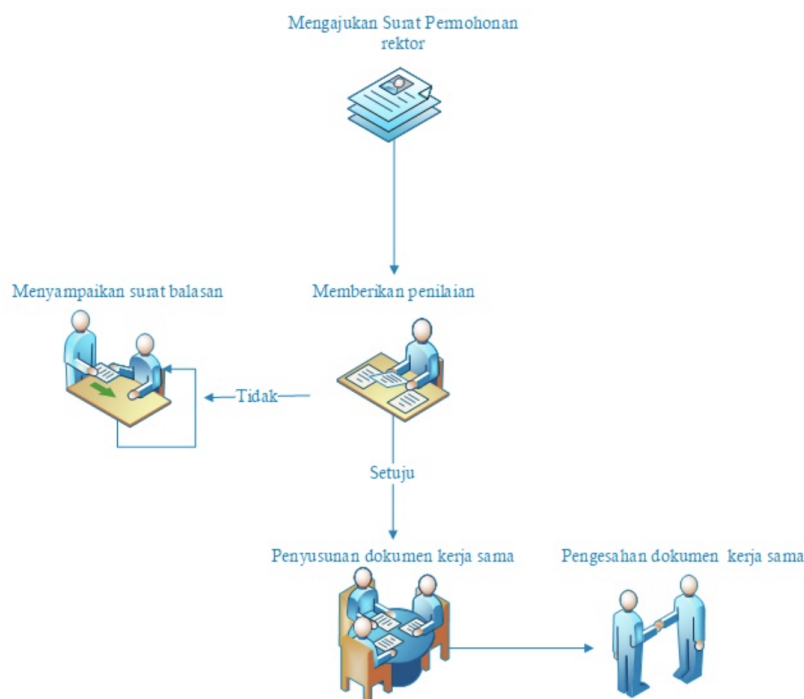 Mengajukan Surat Permohonan
rektor
Menyampaikan surat balasan
Memberikan penilaian
Tidak
Setuju
Penyusunan dokumen kerja sama
Pengesahan dokumen kerja sama